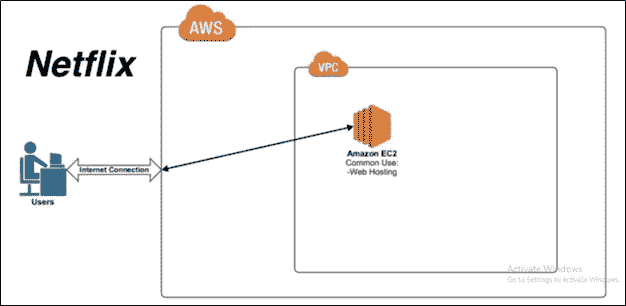 AWS
Netflix
VPC
Internet Connection
Users
Amazon EC2
Common Use:
-Web Hosting
Activate Windows
Go to Settings to activate Windows.